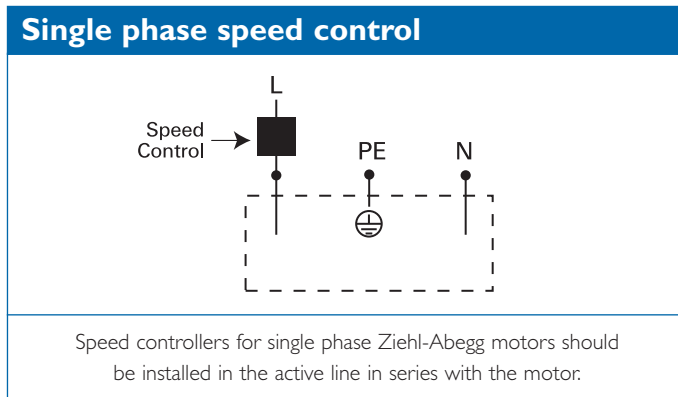 Single phase speed control
L
Speed
Control
PE
N
Speed controllers for single phase Ziehl-Abegg motors should
be installed in the active line in series with the motor.